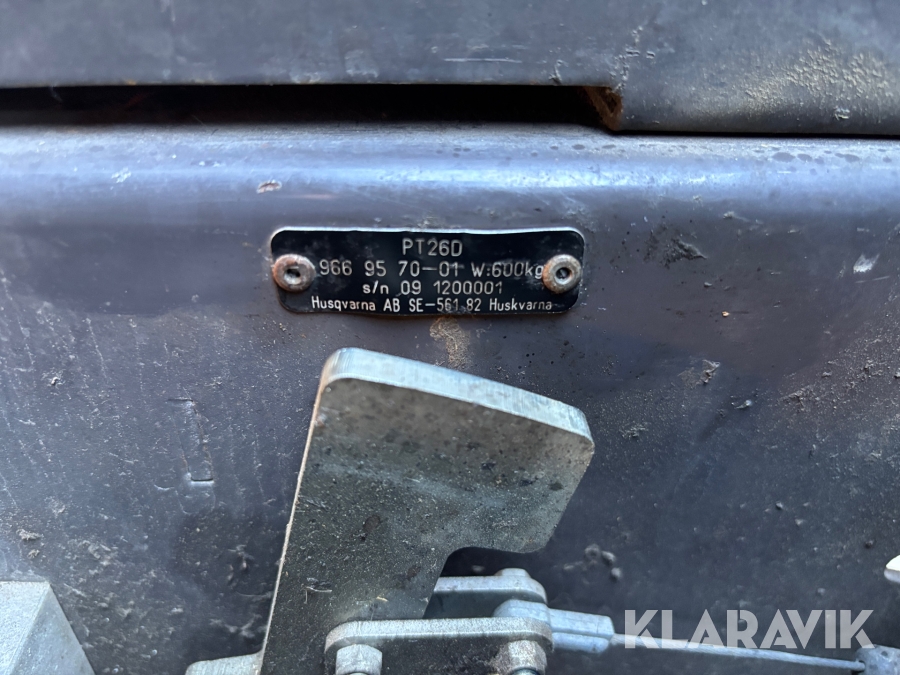 PT26D
966 95 70-01 W:600kg
s/n 09 1200001
Husqvarna AB SE-561 82 Huskvarna
KLARAVIK